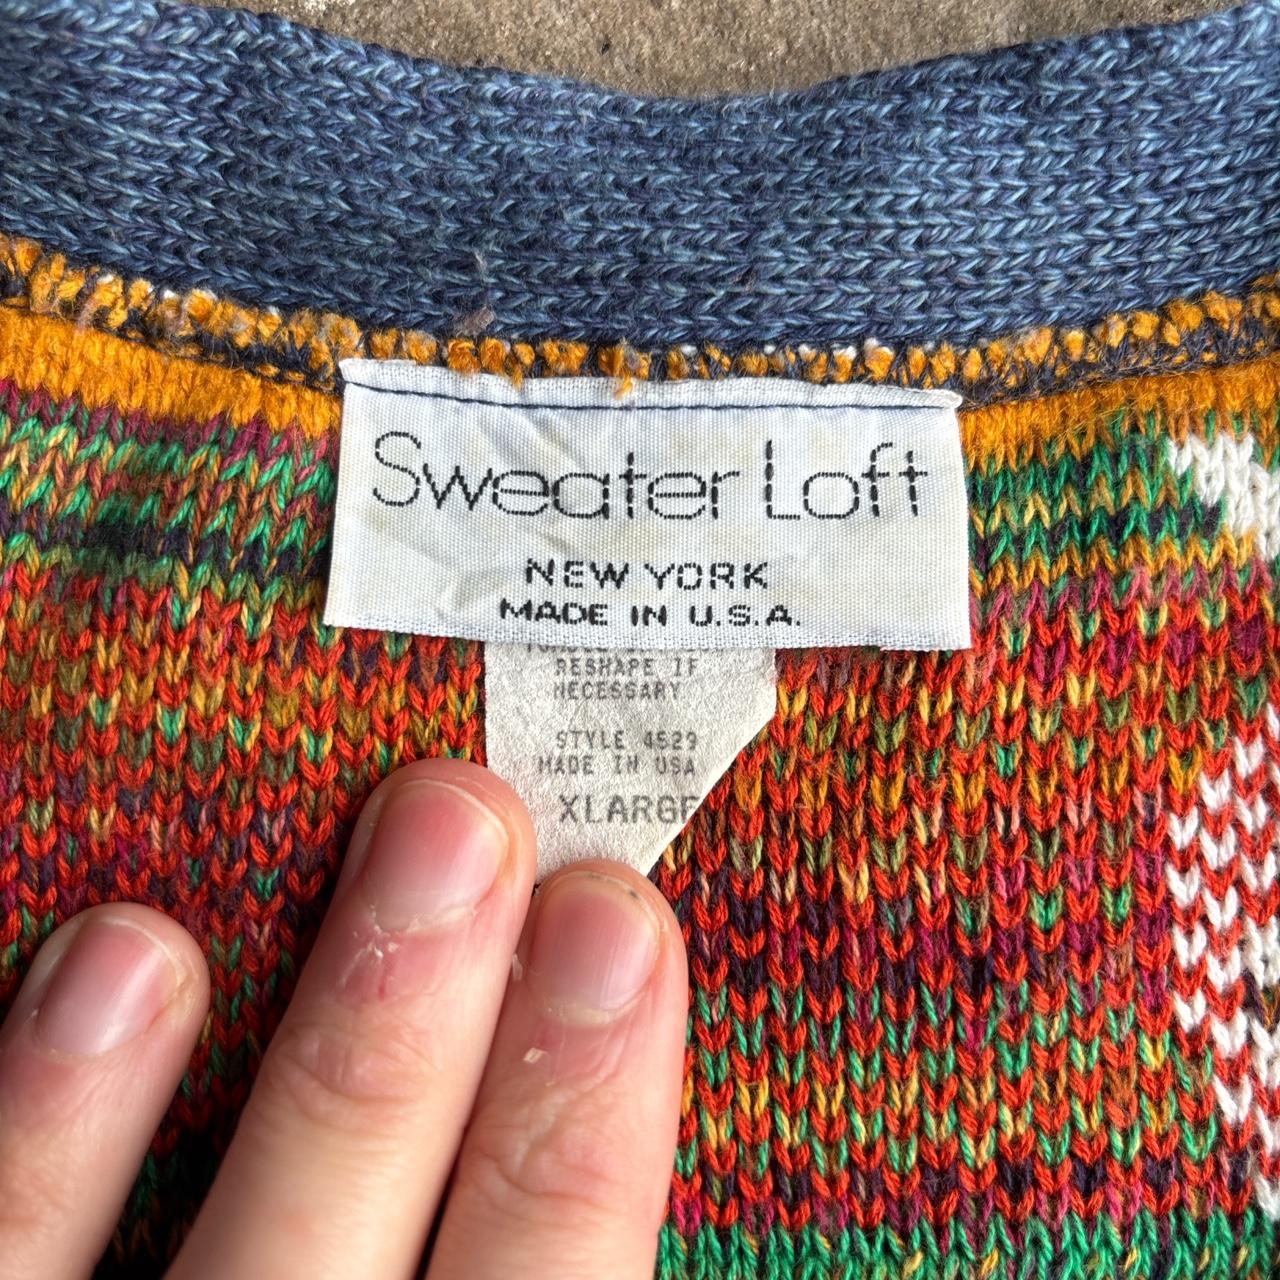 Sweater Loft
NEW YORK
MADE IN U.S.A.
RESHAPE IF
NECESSARY
STYLE 4529
MADE IN USA
XLARGE